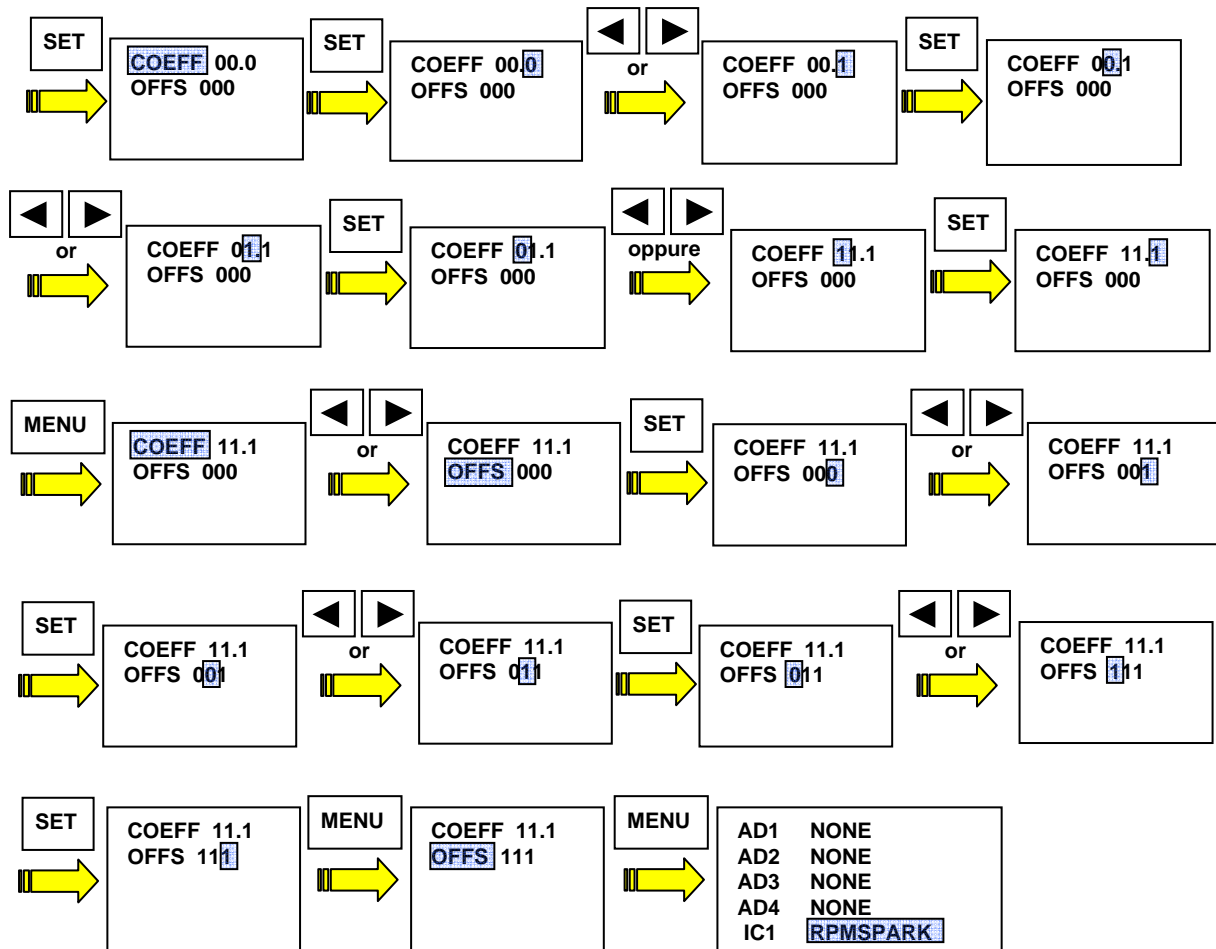 SET
COEFF 00.0
OFFS 000
SET
COEFF 00.0
OFFS 000
or
COEFF 00.1
OFFS 000
SET
COEFF 00.1
OFFS 000
or
COEFF 01.1
OFFS 000
SET
COEFF 01.1
OFFS 000
oppure
COEFF 11.1
OFFS 000
SET
COEFF 11.1
OFFS 000
MENU
COEFF 11.1
OFFS 000
or
COEFF 11.1
OFFS 000
SET
COEFF 11.1
OFFS 000
or
COEFF 11.1
OFFS 001
SET
COEFF 11.1
OFFS 001
or
COEFF 11.1
OFFS 011
SET
COEFF 11.1
OFFS 011
or
COEFF 11.1
OFFS 111
SET
COEFF 11.1
OFFS 111
MENU
COEFF 11.1
OFFS 111
MENU
AD1 NONE
AD2 NONE
AD3 NONE
AD4 NONE
IC1 RPMSPARK